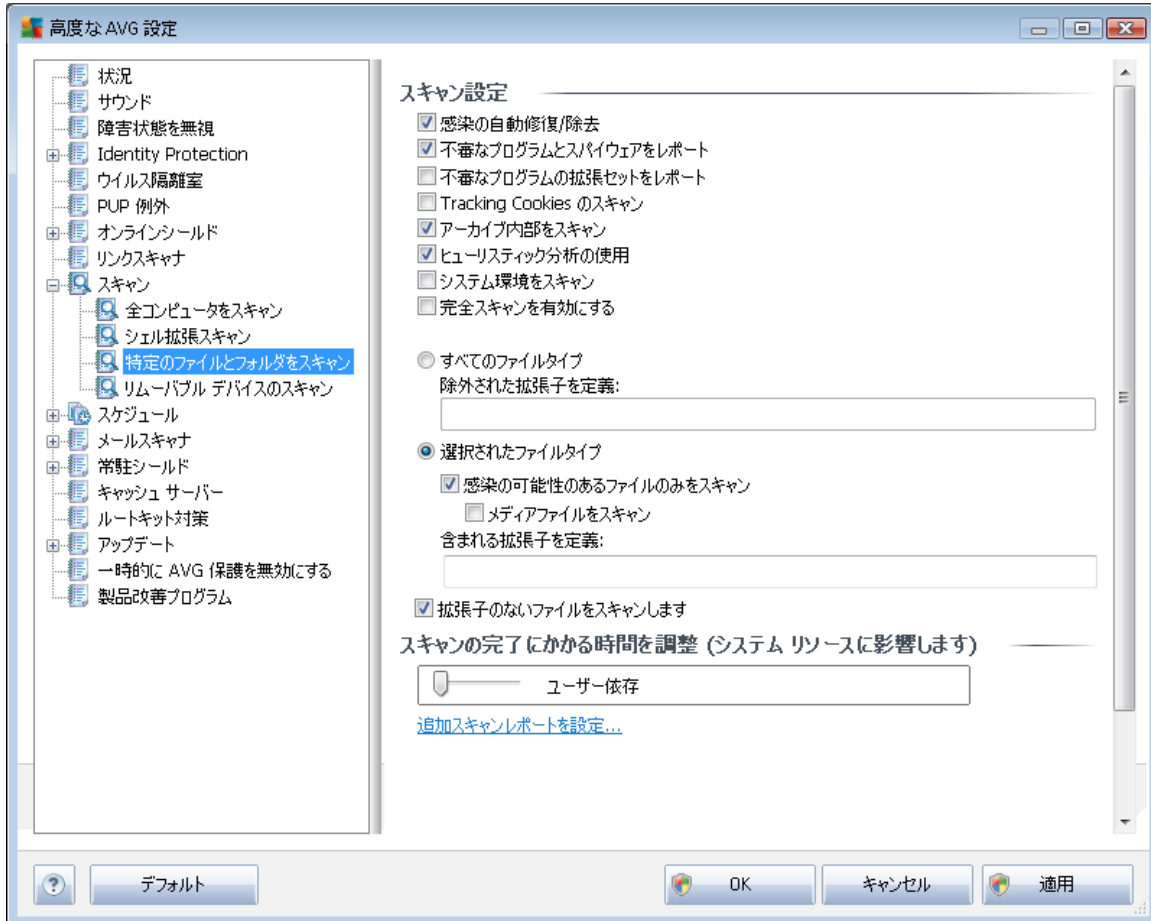 高度な AVG 設定
状況
サウンド
障害状態を無視
Identity Protection
ウイルス隔離室
PUP 例外
オンラインシールド
リンクスキャナ
スキャン
全コンピュータをスキャン
シェル拡張スキャン
特定のファイルとフォルダをスキャン
リムーバブル デバイスのスキャン
スケジュール
メールスキャナ
常駐シールド
キャッシュ サーバー
ルートキット対策
アップデート
一時的に AVG 保護を無効にする
製品改善プログラム
スキャン設定
感染の自動修復/除去
不審なプログラムとスパイウェアをレポート
不審なプログラムの拡張セットをレポート
Tracking Cookies のスキャン
アーカイブ内部をスキャン
ヒューリスティック分析の使用
システム環境をスキャン
完全スキャンを有効にする
すべてのファイルタイプ
除外された拡張子を定義:
選択されたファイルタイプ
感染の可能性のあるファイルのみをスキャン
メディアファイルをスキャン
含まれる拡張子を定義:
拡張子のないファイルをスキャンします
スキャンの完了にかかる時間を調整 (システム リソースに影響します)
ユーザー依存
追加スキャンレポートを設定...
?
デフォルト
OK
キャンセル
適用